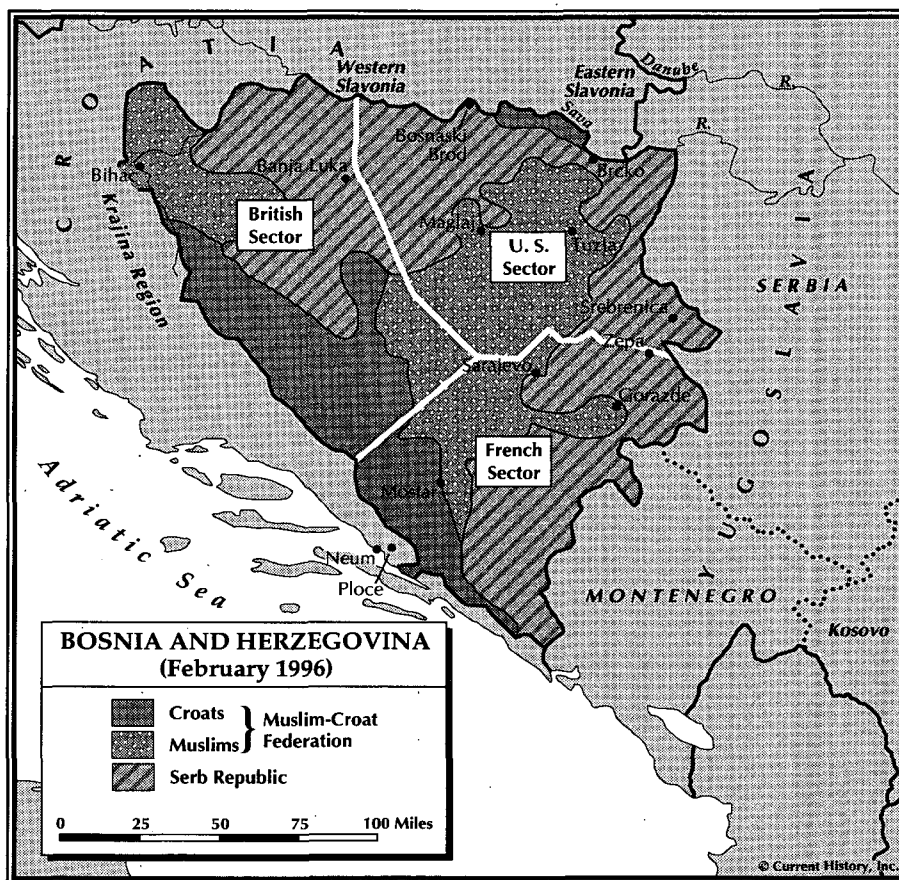 CROATIA
Western
Slavonia
Eastern
Slavonia
Danube
R.
Sava
R.
Bosnaski
Brod
Brcko
Bihac
Banja Luka
Krajina Region
British
Sector
Maglaj
Tuzla
U. S.
Sector
SERBIA
YUGOSLAVIA
Srebrenica
Zepa
Sarajevo
Gorazde
French
Sector
Mostar
Adriatic Sea
Neum
Ploce
MONTENEGRO
Kosovo
BOSNIA AND HERZEGOVINA
(February 1996)
Croats
Muslims
Muslim-Croat
Federation
Serb Republic
0 25 50 75 100 Miles
© Current History, Inc.